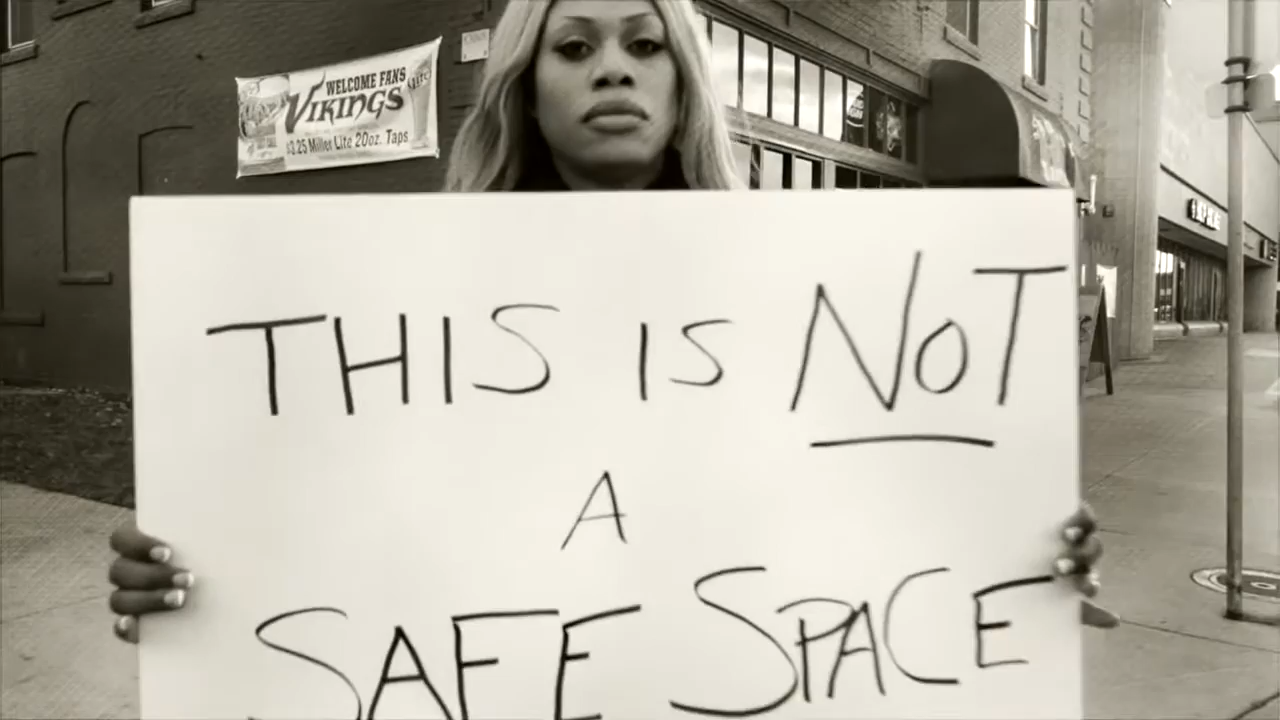 WELCOME FANS
VIKINGS
$3.25 Miller Lite 20oz. Taps
THIS IS NOT
A
SAFE SPACE